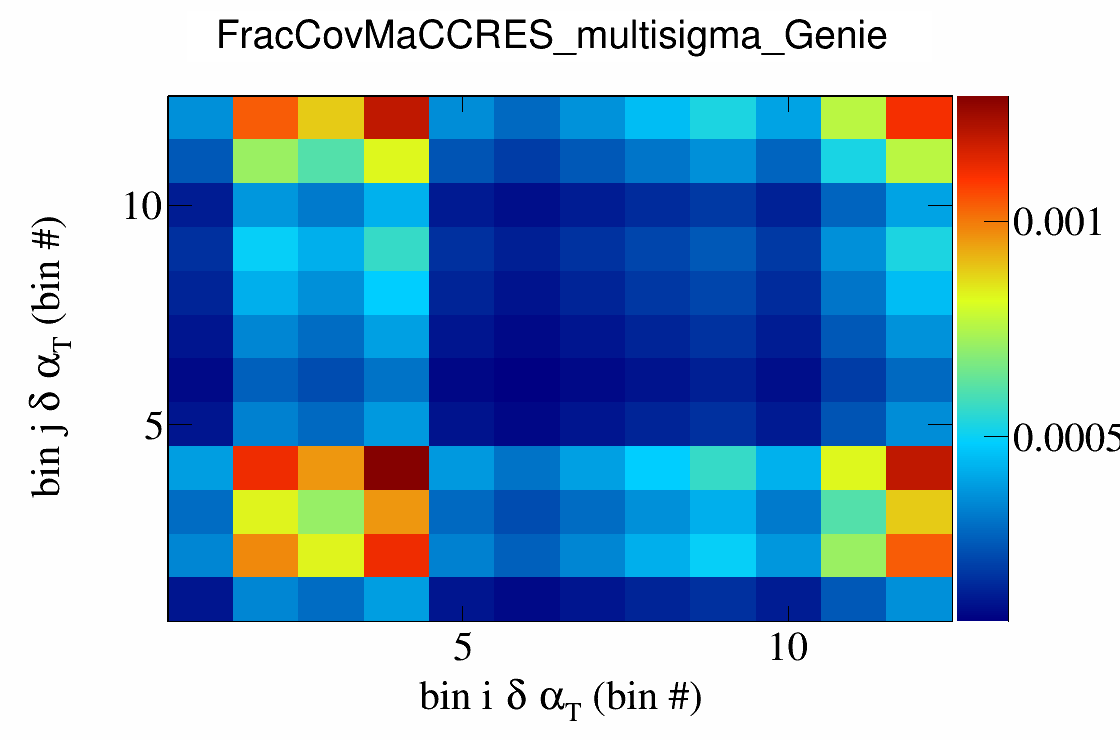 FracCovMaCCRES_multisigma_Genie
10
5
bin j δ α_T (bin #)
0.001
0.0005
5
10
bin i δ α_T (bin #)